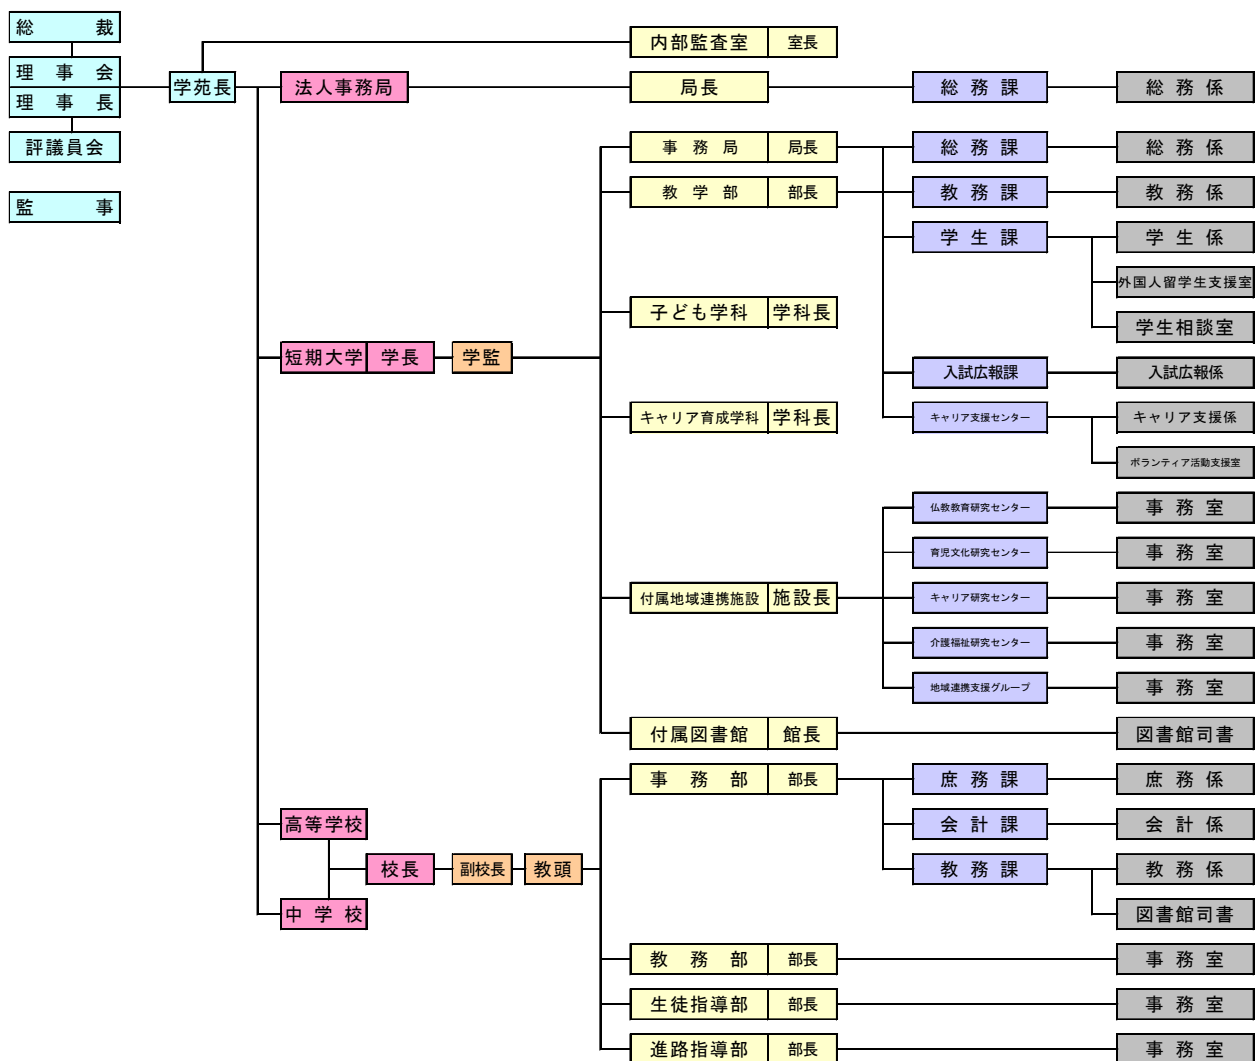 総裁
内部監査室 室長
理事会
理事長
学苑長 法人事務局 局長 総務課 総務係
評議員会
事務局 局長 総務課 総務係
監事
教学部 部長 教務課 教務係
学生課 学生係
外国人留学生支援室
子ども学科 学科長
学生相談室
短期大学 学長 学監
入試広報課 入試広報係
キャリア育成学科 学科長 キャリア支援センター キャリア支援係
ボランティア活動支援室
仏教教育研究センター 事務室
育児文化研究センター 事務室
付属地域連携施設 施設長 キャリア研究センター 事務室
介護福祉研究センター 事務室
地域連携支援グループ 事務室
付属図書館 館長 図書館司書
事務部 部長 庶務課 庶務係
高等学校
会計課 会計係
校長 副校長 教頭 教務課 教務係
中学校
図書館司書
教務部 部長 事務室
生徒指導部 部長 事務室
進路指導部 部長 事務室